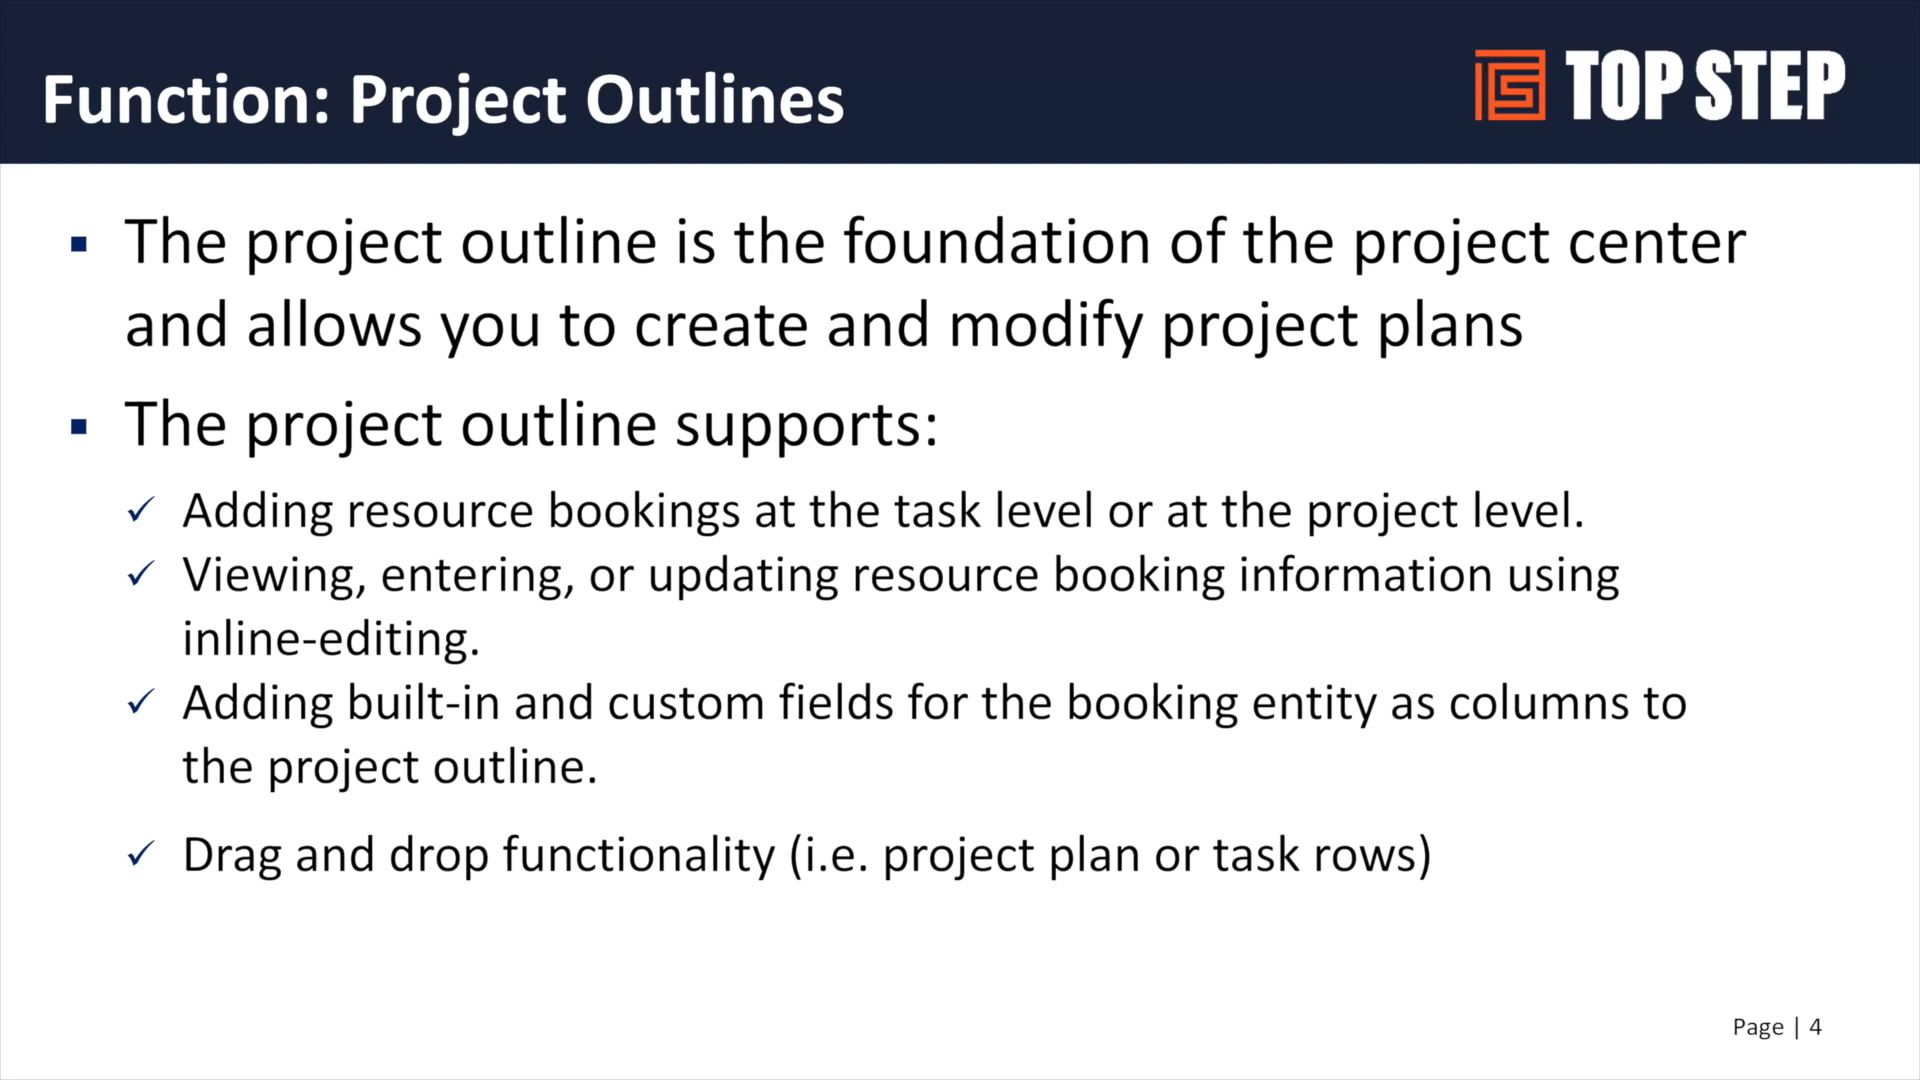 Function: Project Outlines
TOP STEP
▪ The project outline is the foundation of the project center
and allows you to create and modify project plans
▪ The project outline supports:
✓ Adding resource bookings at the task level or at the project level.
✓ Viewing, entering, or updating resource booking information using
inline-editing.
✓ Adding built-in and custom fields for the booking entity as columns to
the project outline.
✓ Drag and drop functionality (i.e. project plan or task rows)
Page | 4